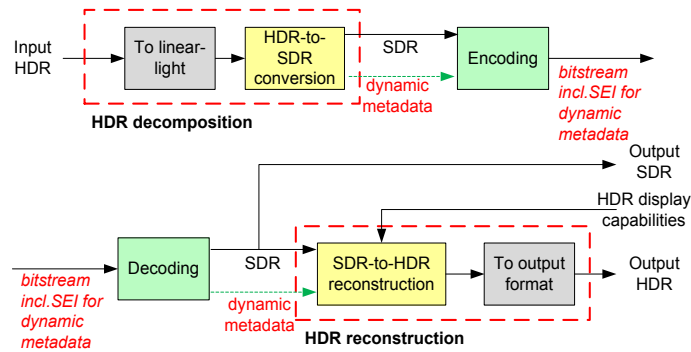 Input
HDR
To linear-
light
HDR-to-
SDR
conversion
SDR
dynamic
metadata
Encoding
bitstream
incl.SEI for
dynamic
metadata
HDR decomposition
Output
SDR
HDR display
capabilities
bitstream
incl.SEI for
dynamic
metadata
Decoding
SDR
dynamic
metadata
SDR-to-HDR
reconstruction
To output
format
Output
HDR
HDR reconstruction